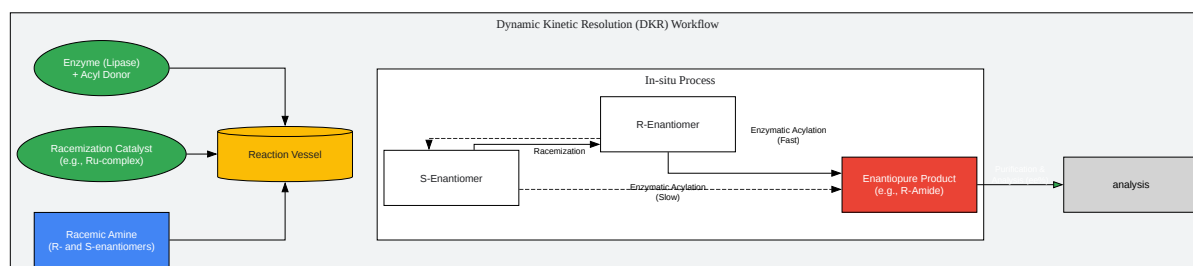 Dynamic Kinetic Resolution (DKR) Workflow
Enzyme (Lipase)
+ Acyl Donor
Racemization Catalyst
(e.g., Ru-complex)
Racemic Amine
(R- and S-enantiomers)
Reaction Vessel
In-situ Process
R-Enantiomer
S-Enantiomer
Racemization
Enzymatic Acylation
(Fast)
Enzymatic Acylation
(Slow)
Enantiopure Product
(e.g., R-Amide)
analysis